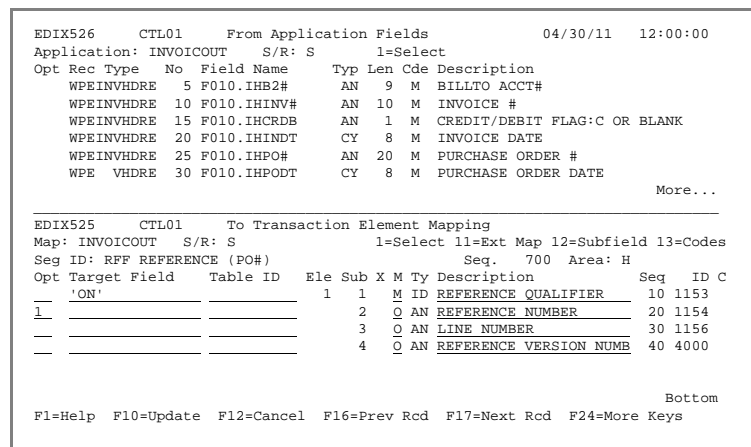 EDIX526 CTL01 From Application Fields 04/30/11 12:00:00
Application: INVOICOUT S/R: S 1=Select
Opt Rec Type No Field Name Typ Len Cde Description
WPEINVHDRE 5 F010.IHB2# AN 9 M BILLTO ACCT#
WPEINVHDRE 10 F010.IHINV# AN 10 M INVOICE #
WPEINVHDRE 15 F010.IHCRDB AN 1 M CREDIT/DEBIT FLAG:C OR BLANK
WPEINVHDRE 20 F010.IHINDT CY 8 M INVOICE DATE
WPEINVHDRE 25 F010.IHPO# AN 20 M PURCHASE ORDER #
WPE VHDRE 30 F010.IHPODT CY 8 M PURCHASE ORDER DATE
More...
EDIX525 CTL01 To Transaction Element Mapping
Map: INVOICOUT S/R: S 1=Select 11=Ext Map 12=Subfield 13=Codes
Seg ID: RFF REFERENCE (PO#) Seq. 700 Area: H
Opt Target Field Table ID Ele Sub X M Ty Description Seq ID C
'ON' 1 1 M ID REFERENCE QUALIFIER 10 1153
1 2 O AN REFERENCE NUMBER 20 1154
3 O AN LINE NUMBER 30 1156
4 O AN REFERENCE VERSION NUMB 40 4000
Bottom
F1=Help F10=Update F12=Cancel F16=Prev Rcd F17=Next Rcd F24=More Keys